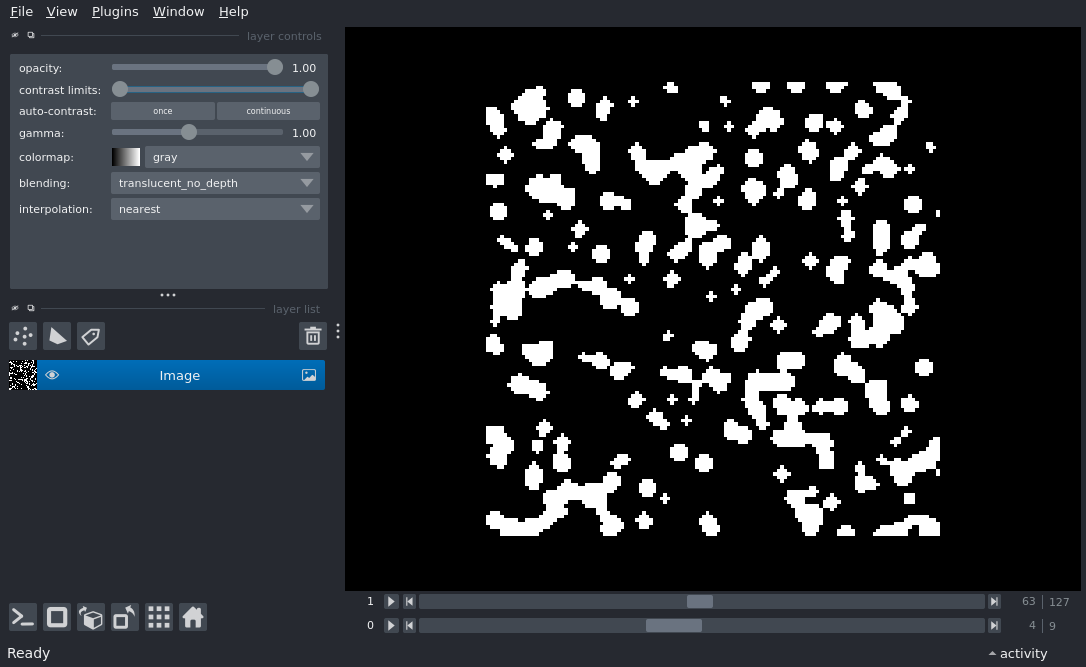 File View Plugins Window Help
layer controls
opacity: 1.00
contrast limits:
auto-contrast: once continuous
gamma: 1.00
colormap: gray
blending: translucent_no_depth
interpolation: nearest
layer list
Image
1 63 127
0 4 9
Ready activity